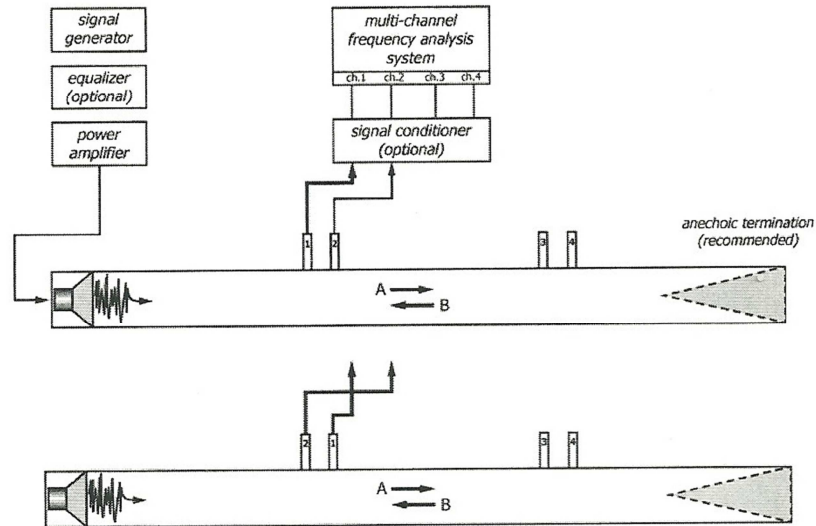 signal
generator
equalizer
(optional)
power
amplifier
multi-channel
frequency analysis
system
ch.1 ch.2 ch.3 ch.4
signal conditioner
(optional)
1 2 3 4
anechoic termination
(recommended)
A
B
2 1 3 4
A
B